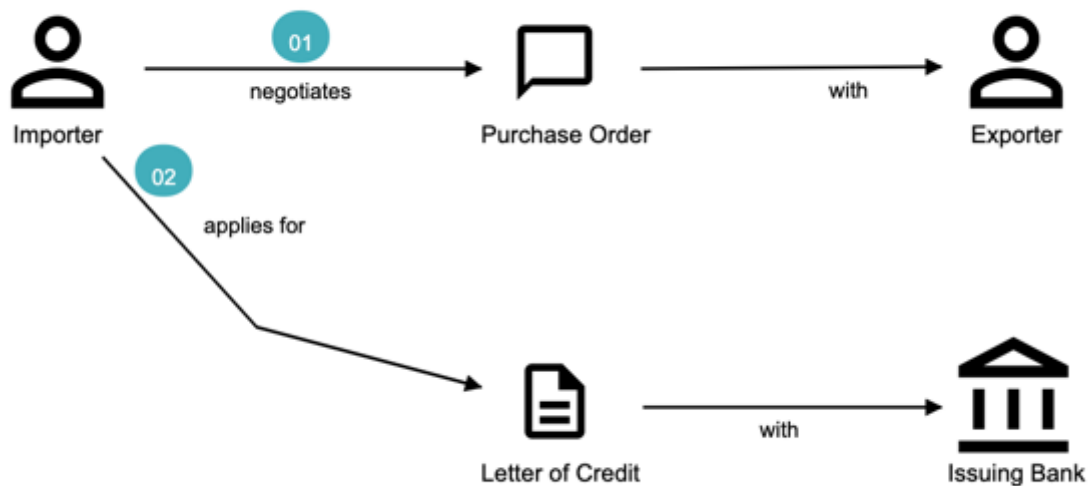 01
negotiates
with
Importer
Purchase Order
Exporter
02
applies for
with
Letter of Credit
Issuing Bank